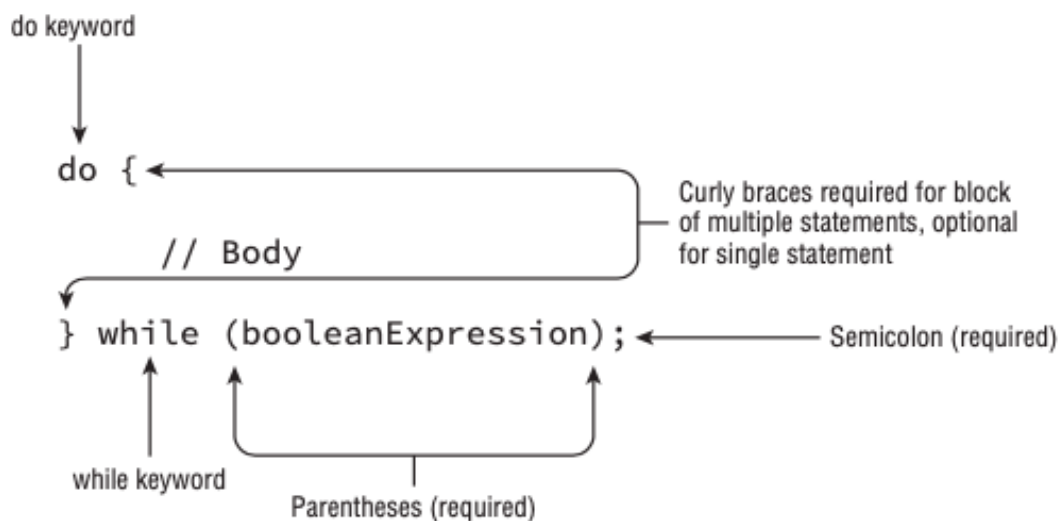 do keyword
do {
Curly braces required for block
of multiple statements, optional
for single statement
// Body
} while (booleanExpression);
Semicolon (required)
while keyword
Parentheses (required)